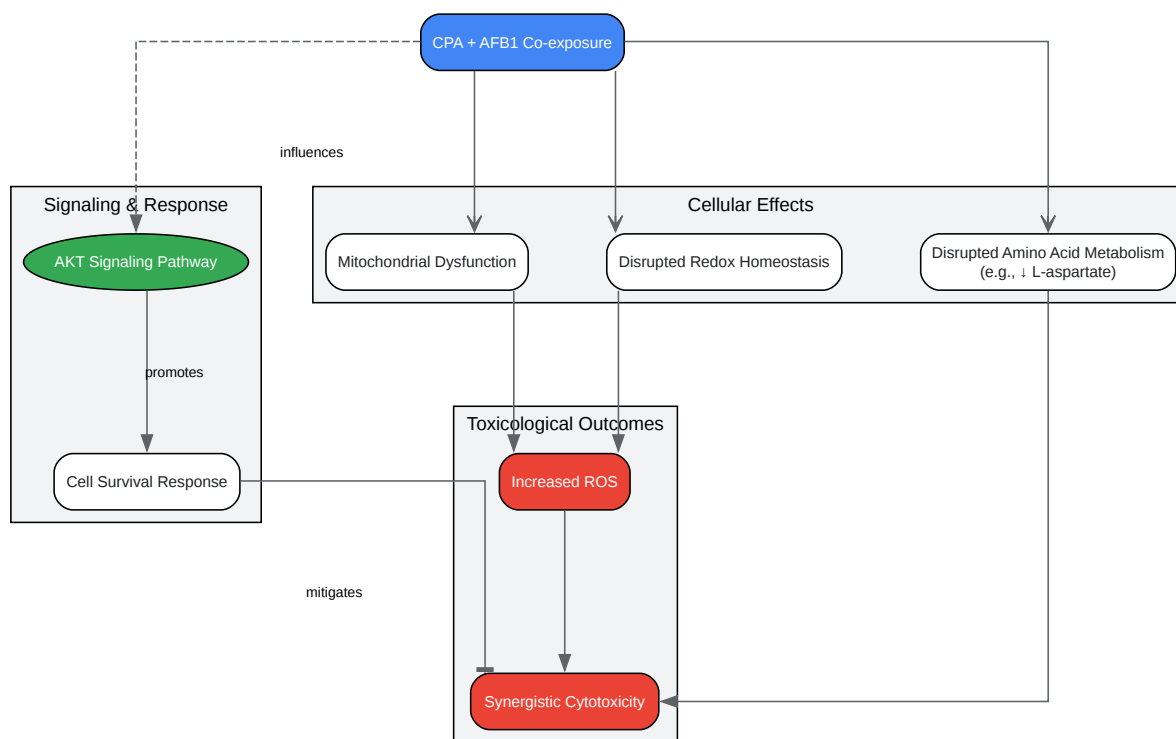 CPA + AFB1 Co-exposure
influences
Signaling & Response
Cellular Effects
AKT Signaling Pathway
Mitochondrial Dysfunction
Disrupted Redox Homeostasis
Disrupted Amino Acid Metabolism
(e.g., ↓ L-aspartate)
promotes
Toxicological Outcomes
Cell Survival Response
Increased ROS
mitigates
Synergistic Cytotoxicity